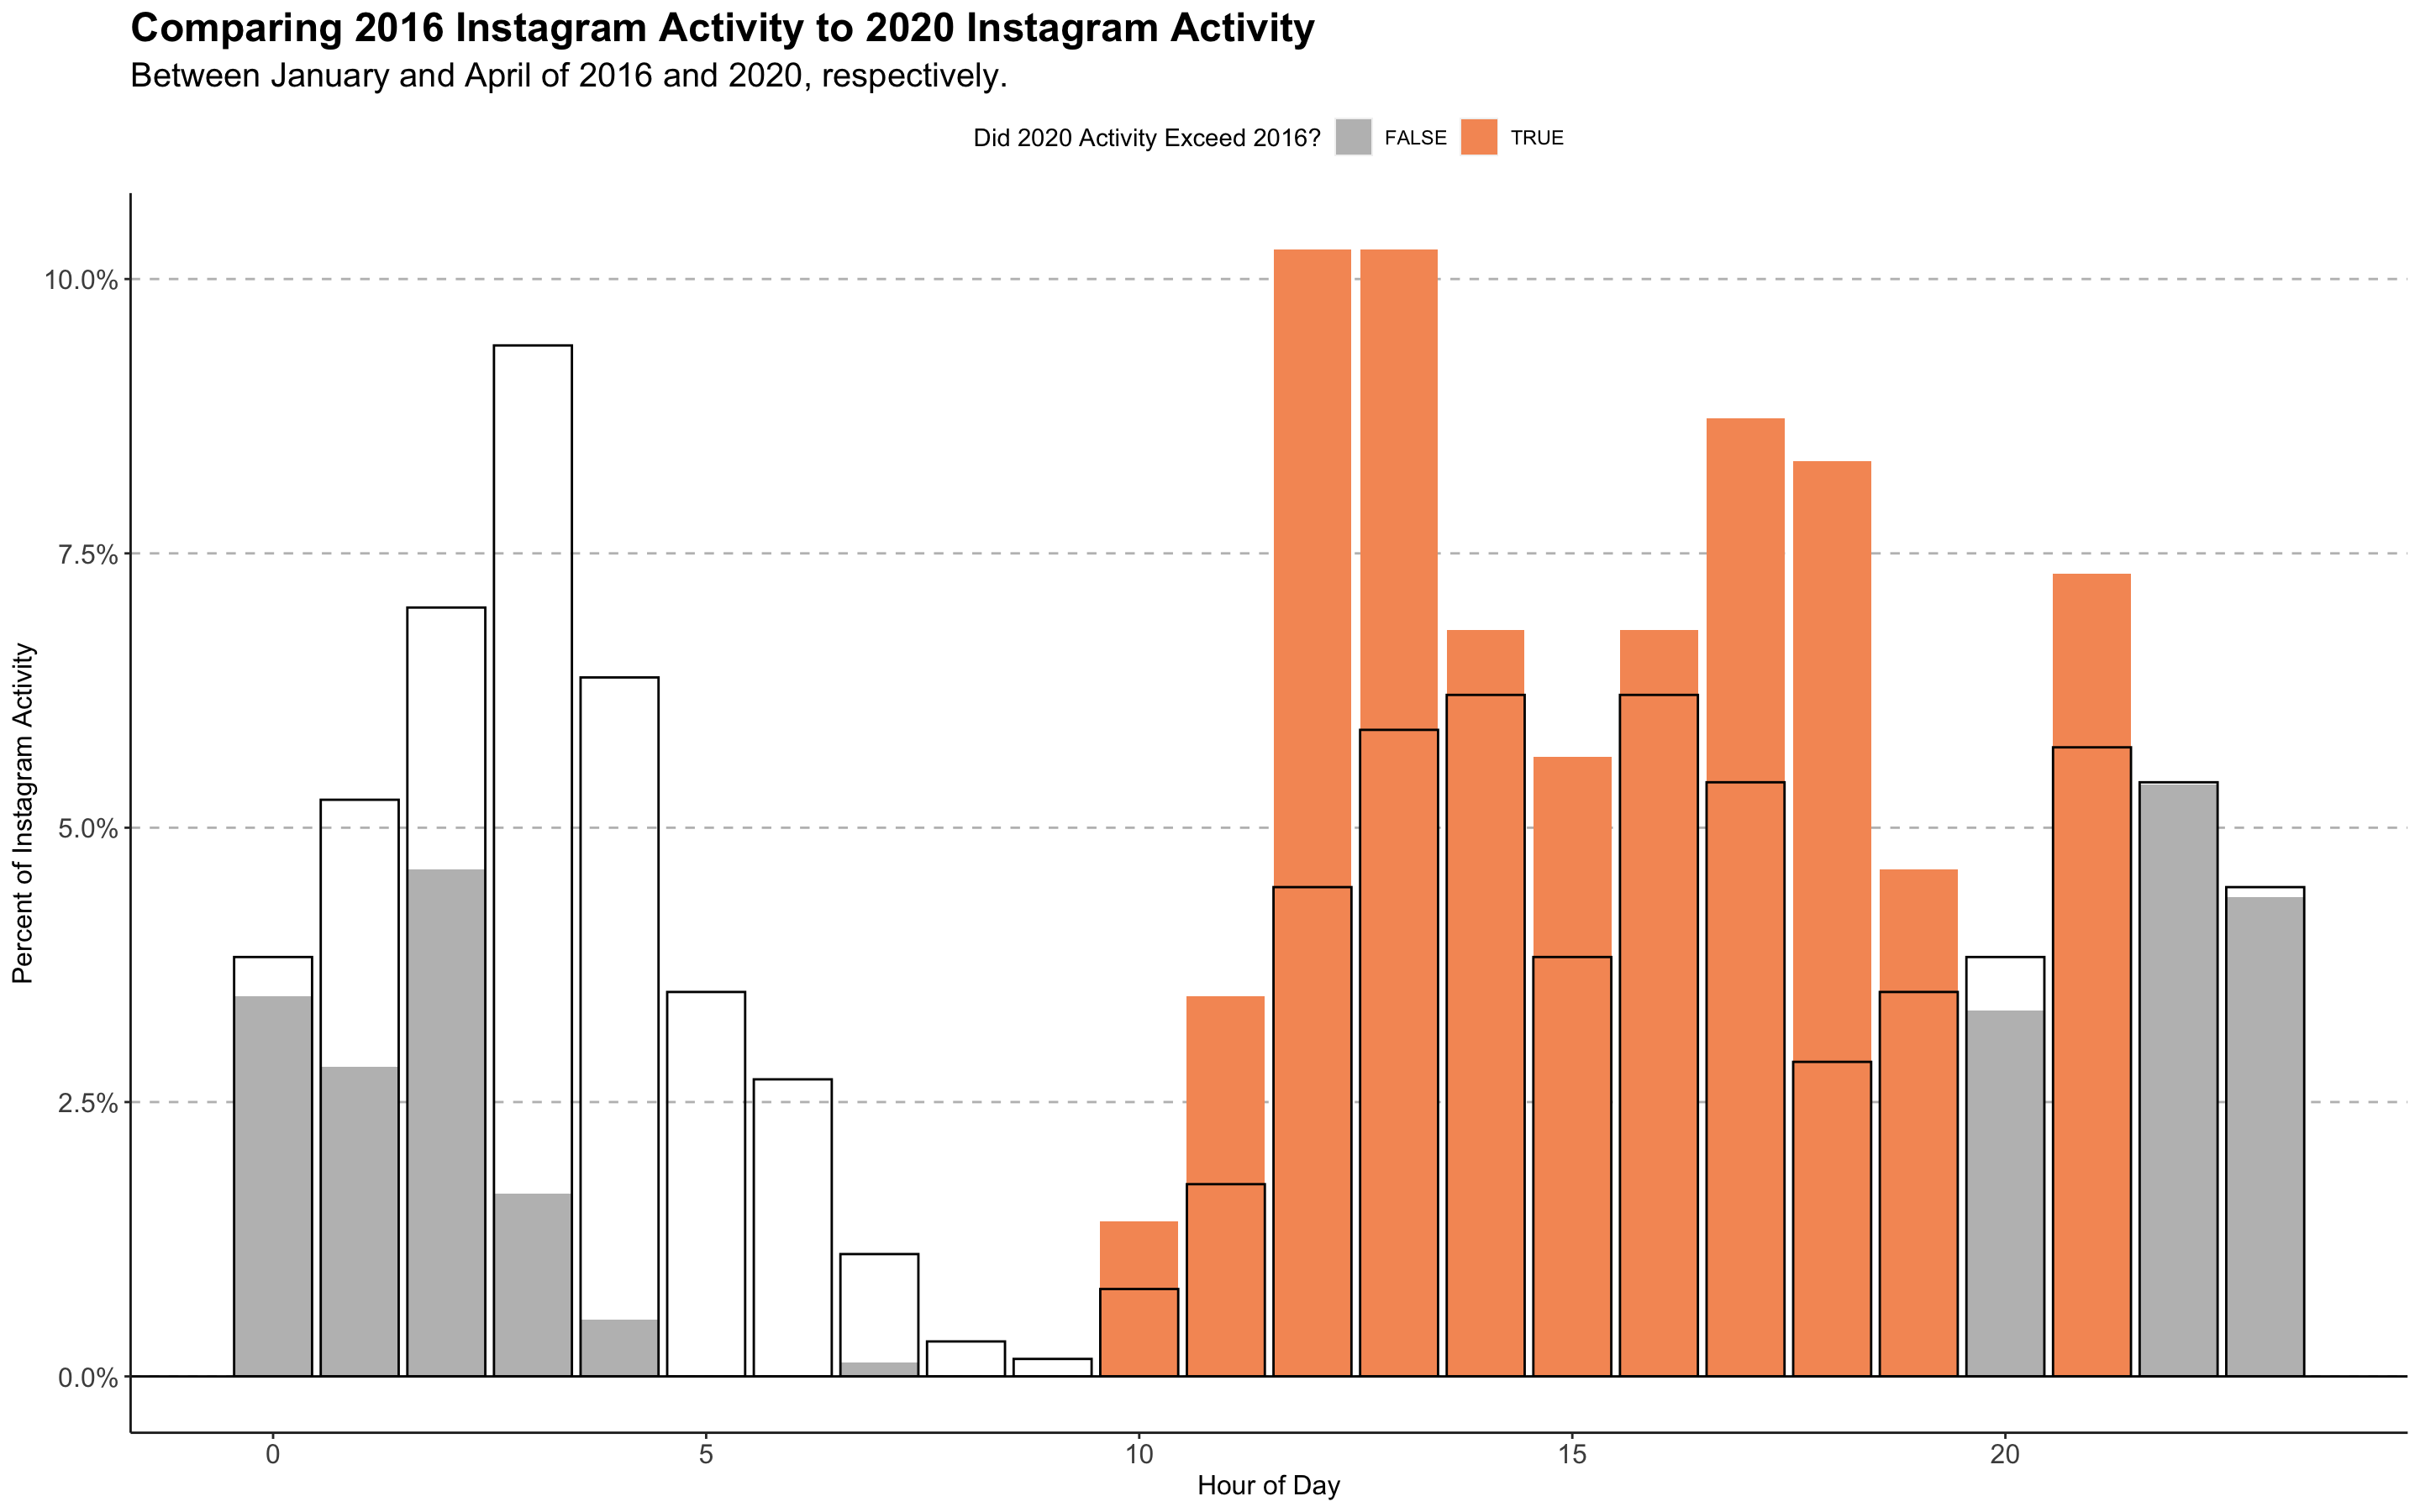 Comparing 2016 Instagram Activity to 2020 Instagram Activity
Between January and April of 2016 and 2020, respectively.
Did 2020 Activity Exceed 2016? FALSE TRUE
Percent of Instagram Activity
10.0%
7.5%
5.0%
2.5%
0.0%
0 5 10 15 20
Hour of Day